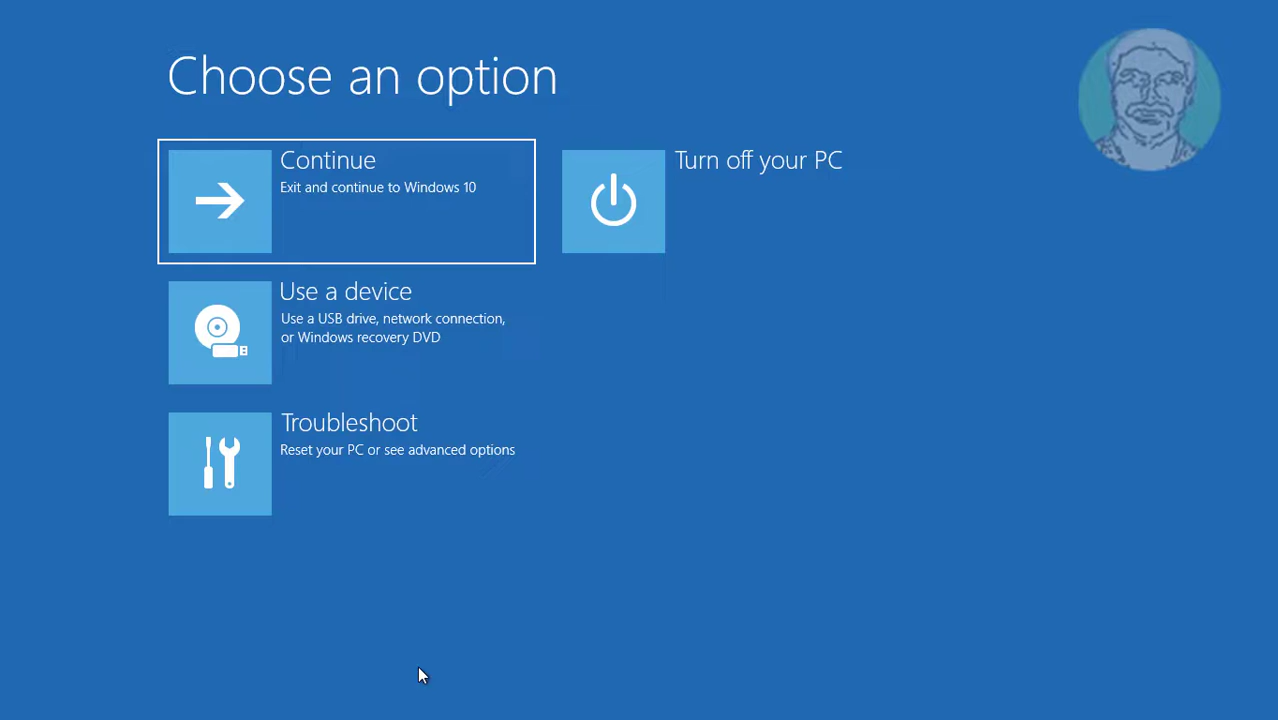 Choose an option
Continue
Exit and continue to Windows 10
Turn off your PC
Use a device
Use a USB drive, network connection,
or Windows recovery DVD
Troubleshoot
Reset your PC or see advanced options